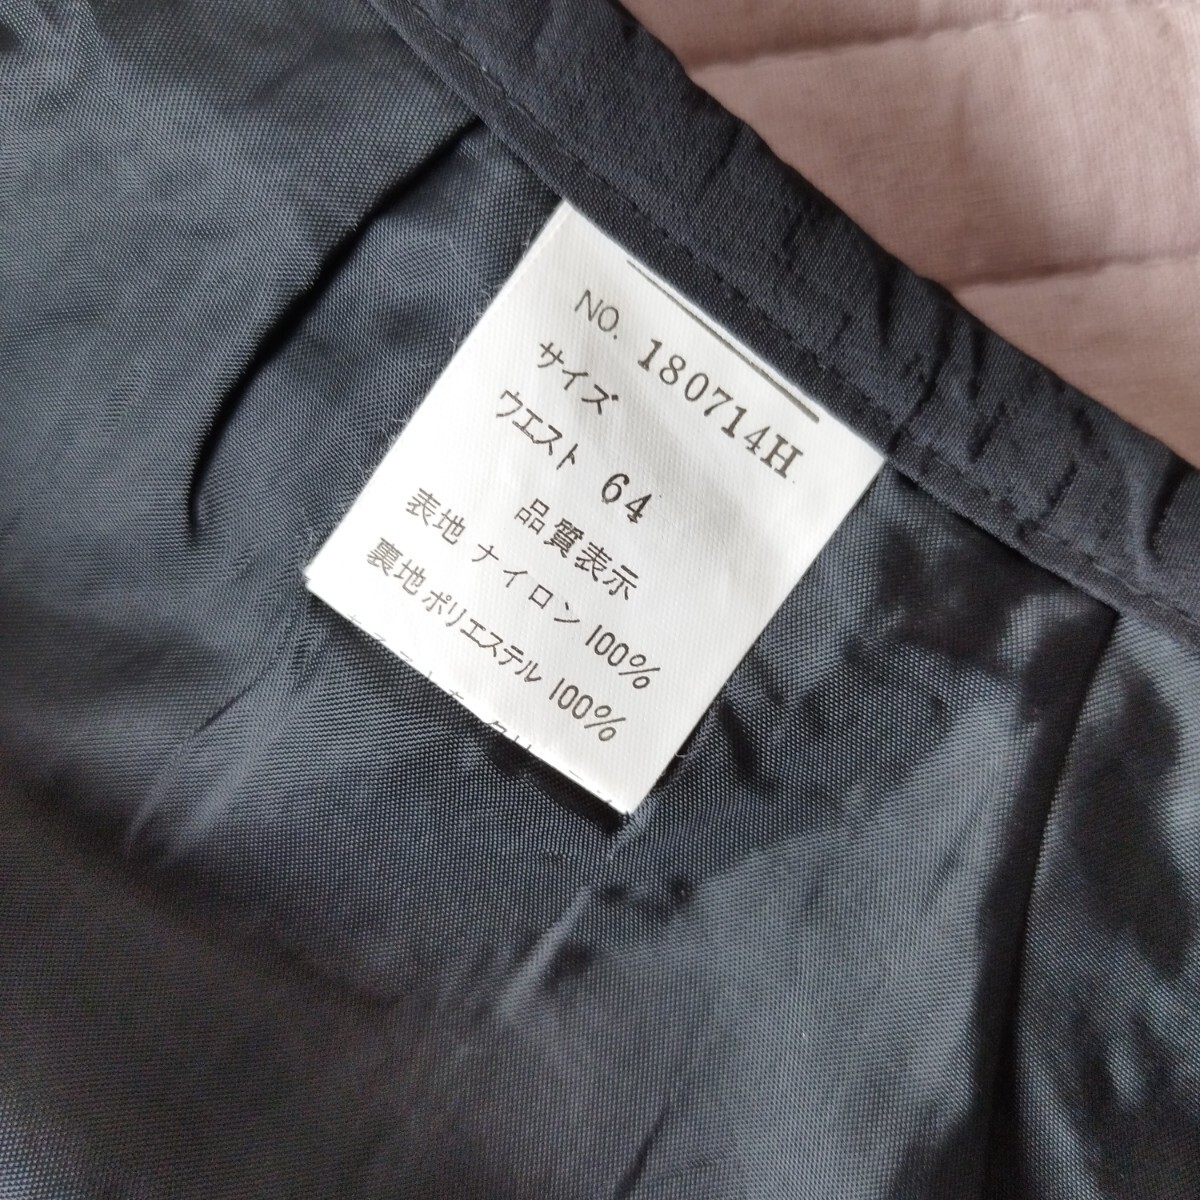 NO. 180714H
サイズ
ウエスト 64
品質表示
表地 ナイロン 100%
裏地 ポリエステル 100%